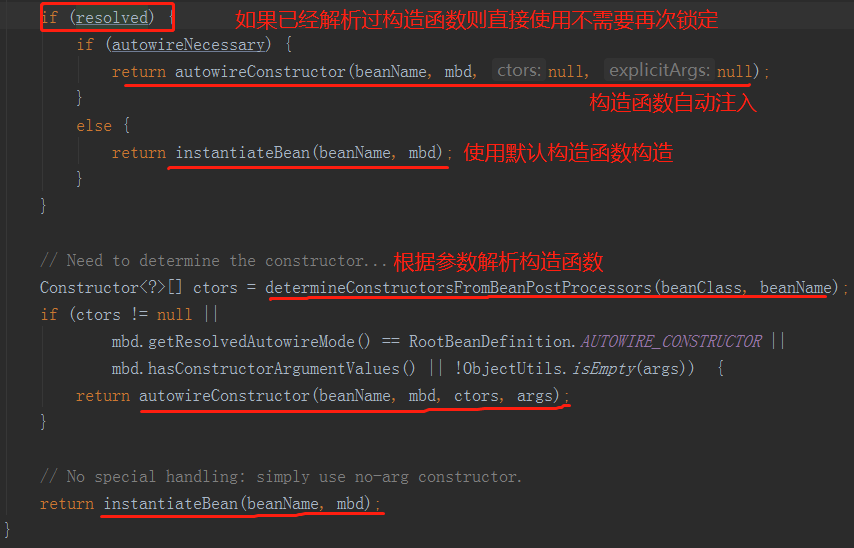 if (resolved) { 如果已经解析过构造函数则直接使用不需要再次锁定
if (autowireNecessary) {
return autowireConstructor(beanName, mbd, ctors: null, explicitArgs: null);
} 构造函数自动注入
else {
return instantiateBean(beanName, mbd); 使用默认构造函数构造
}
}
// Need to determine the constructor... 根据参数解析构造函数
Constructor<?>[] ctors = determineConstructorsFromBeanPostProcessors(beanClass, beanName);
if (ctors != null ||
mbd.getResolvedAutowireMode() == RootBeanDefinition.AUTOWIRE_CONSTRUCTOR ||
mbd.hasConstructorArgumentValues() || !ObjectUtils.isEmpty(args))  {
return autowireConstructor(beanName, mbd, ctors, args);
}
// No special handling: simply use no-arg constructor.
return instantiateBean(beanName, mbd);
}